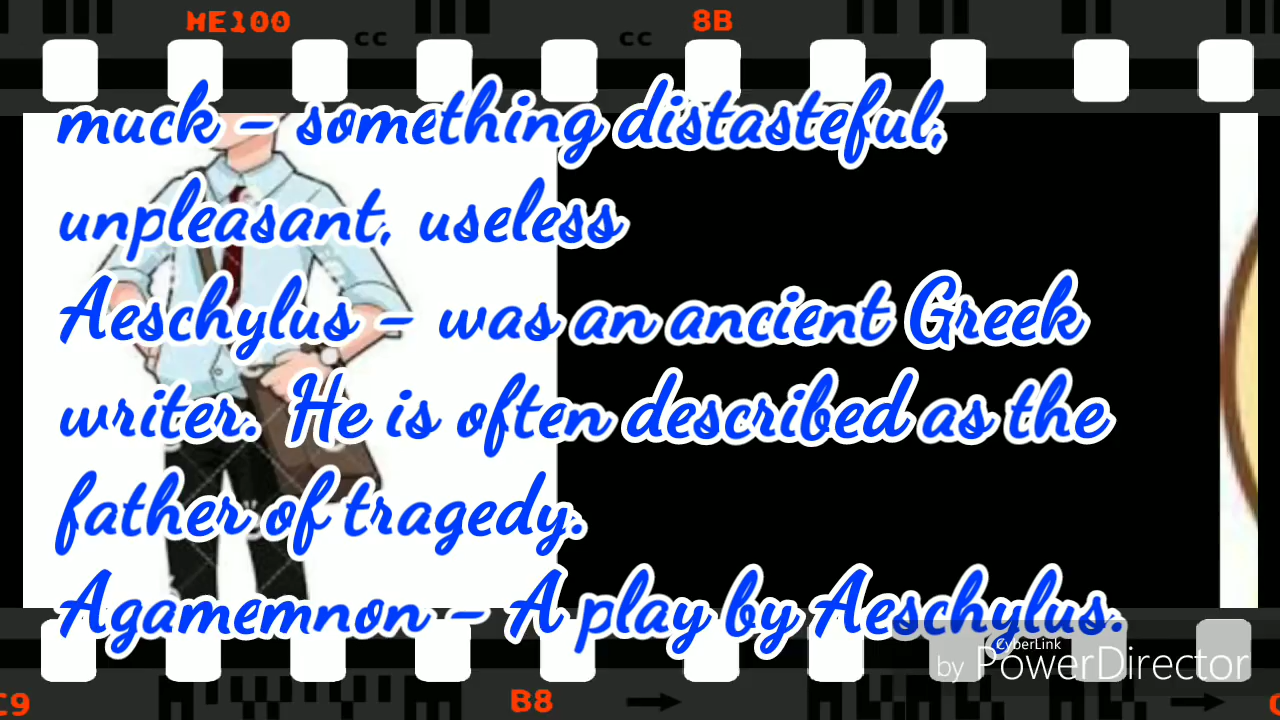 ME100 8B
cc cc
muck – something distasteful,
unpleasant, useless
Aeschylus – was an ancient Greek
writer. He is often described as the
father of tragedy.
Agamemnon – A play by Aeschylus.
CyberLink
by PowerDirector
C9 B8